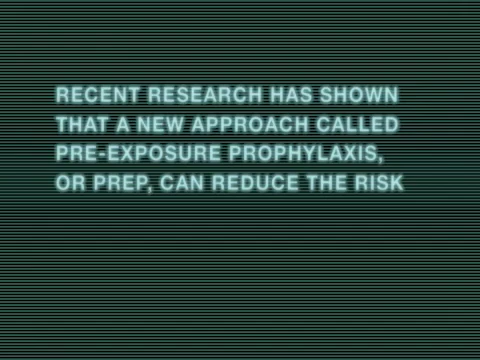 RECENT RESEARCH HAS SHOWN
THAT A NEW APPROACH CALLED
PRE-EXPOSURE PROPHYLAXIS,
OR PREP, CAN REDUCE THE RISK